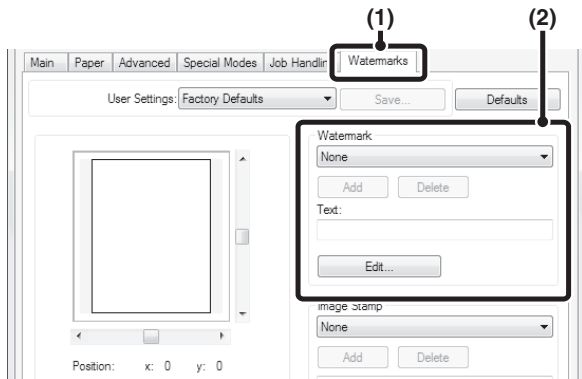 (1) (2)
Main Paper Advanced Special Modes Job Handlin Watermarks
User Settings: Factory Defaults Save... Defaults
Watermark
None
Add Delete
Text:
Edit...
Image Stamp
None
Add Delete
Position: x: 0 y: 0